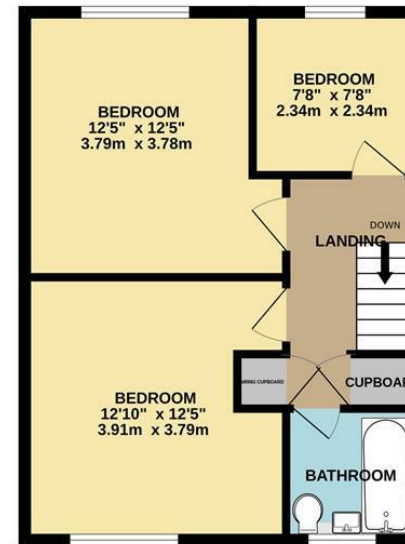 BEDROOM
12'5" x 12'5"
3.79m x 3.78m
BEDROOM
7'8" x 7'8"
2.34m x 2.34m
DOWN
LANDING
CUPBOARD
CUPBOAR
BEDROOM
12'10" x 12'5"
3.91m x 3.79m
BATHROOM